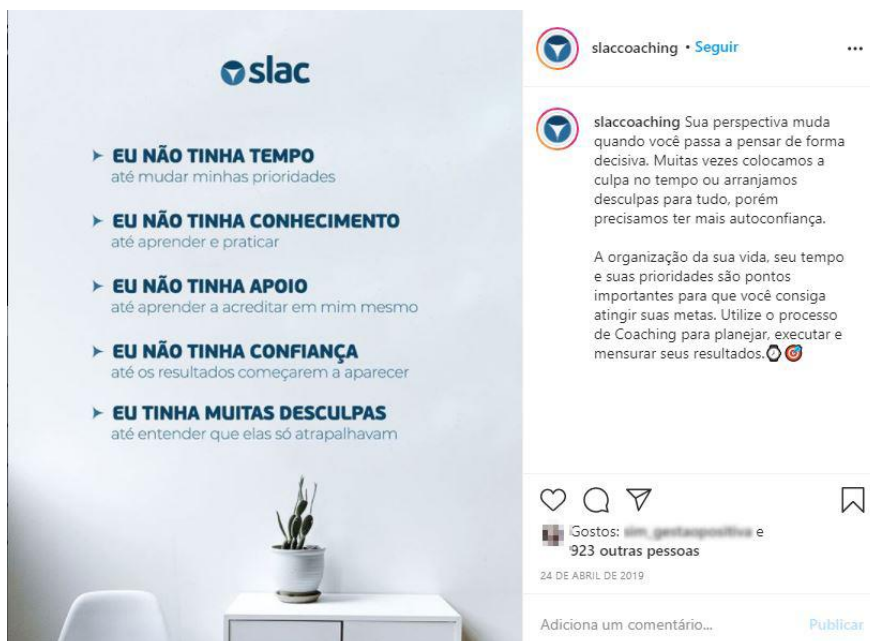 slac
EU NÃO TINHA TEMPO
até mudar minhas prioridades
EU NÃO TINHA CONHECIMENTO
até aprender e praticar
EU NÃO TINHA APOIO
até aprender a acreditar em mim mesmo
EU NÃO TINHA CONFIANÇA
até os resultados começarem a aparecer
EU TINHA MUITAS DESCULPAS
até entender que elas só atrapalhavam
slaccoaching • Seguir
slaccoaching Sua perspectiva muda
quando você passa a pensar de forma
decisiva. Muitas vezes colocamos a
culpa no tempo ou arranjamos
desculpas para tudo, porém
precisamos ter mais autoconfiança.
A organização da sua vida, seu tempo
e suas prioridades são pontos
importantes para que você consiga
atingir suas metas. Utilize o processo
de Coaching para planejar, executar e
mensurar seus resultados.⌚🎯
Gostos: e
923 outras pessoas
24 DE ABRIL DE 2019
Adiciona um comentário... Publicar